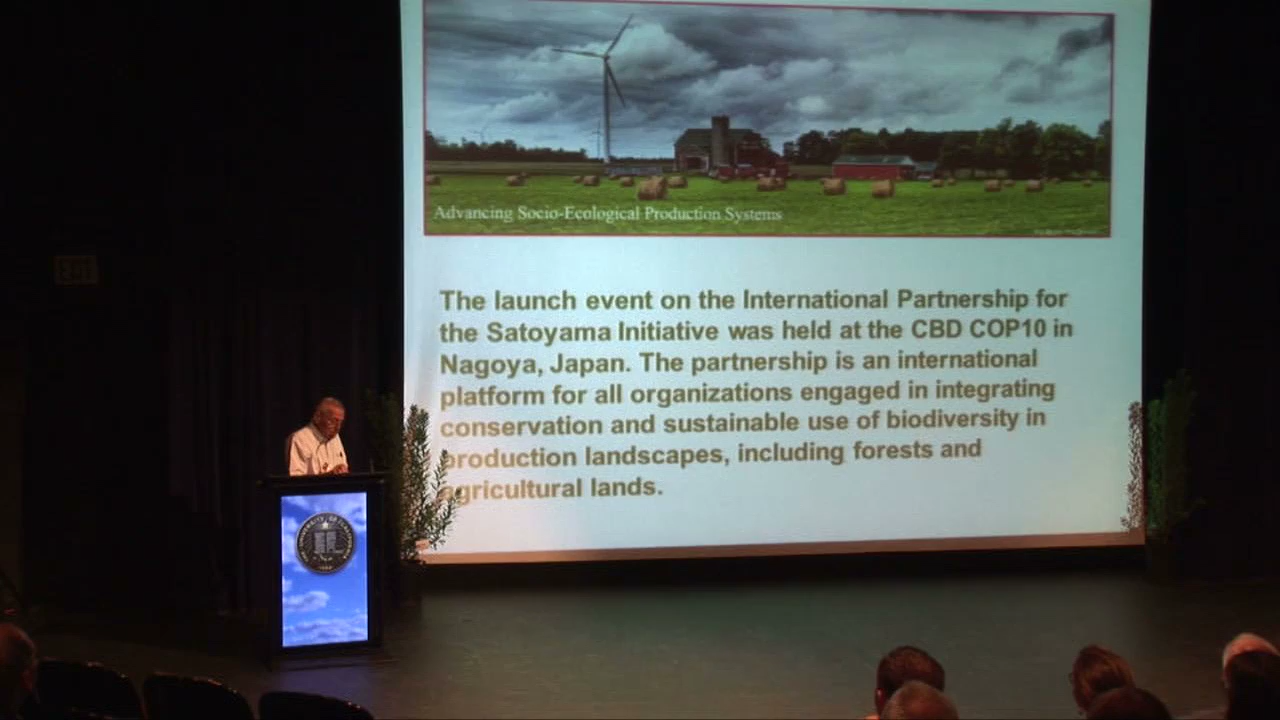 Advancing Socio-Ecological Production Systems
The launch event on the International Partnership for
the Satoyama Initiative was held at the CBD COP10 in
Nagoya, Japan. The partnership is an international
platform for all organizations engaged in integrating
conservation and sustainable use of biodiversity in
production landscapes, including forests and
agricultural lands.
EXIT